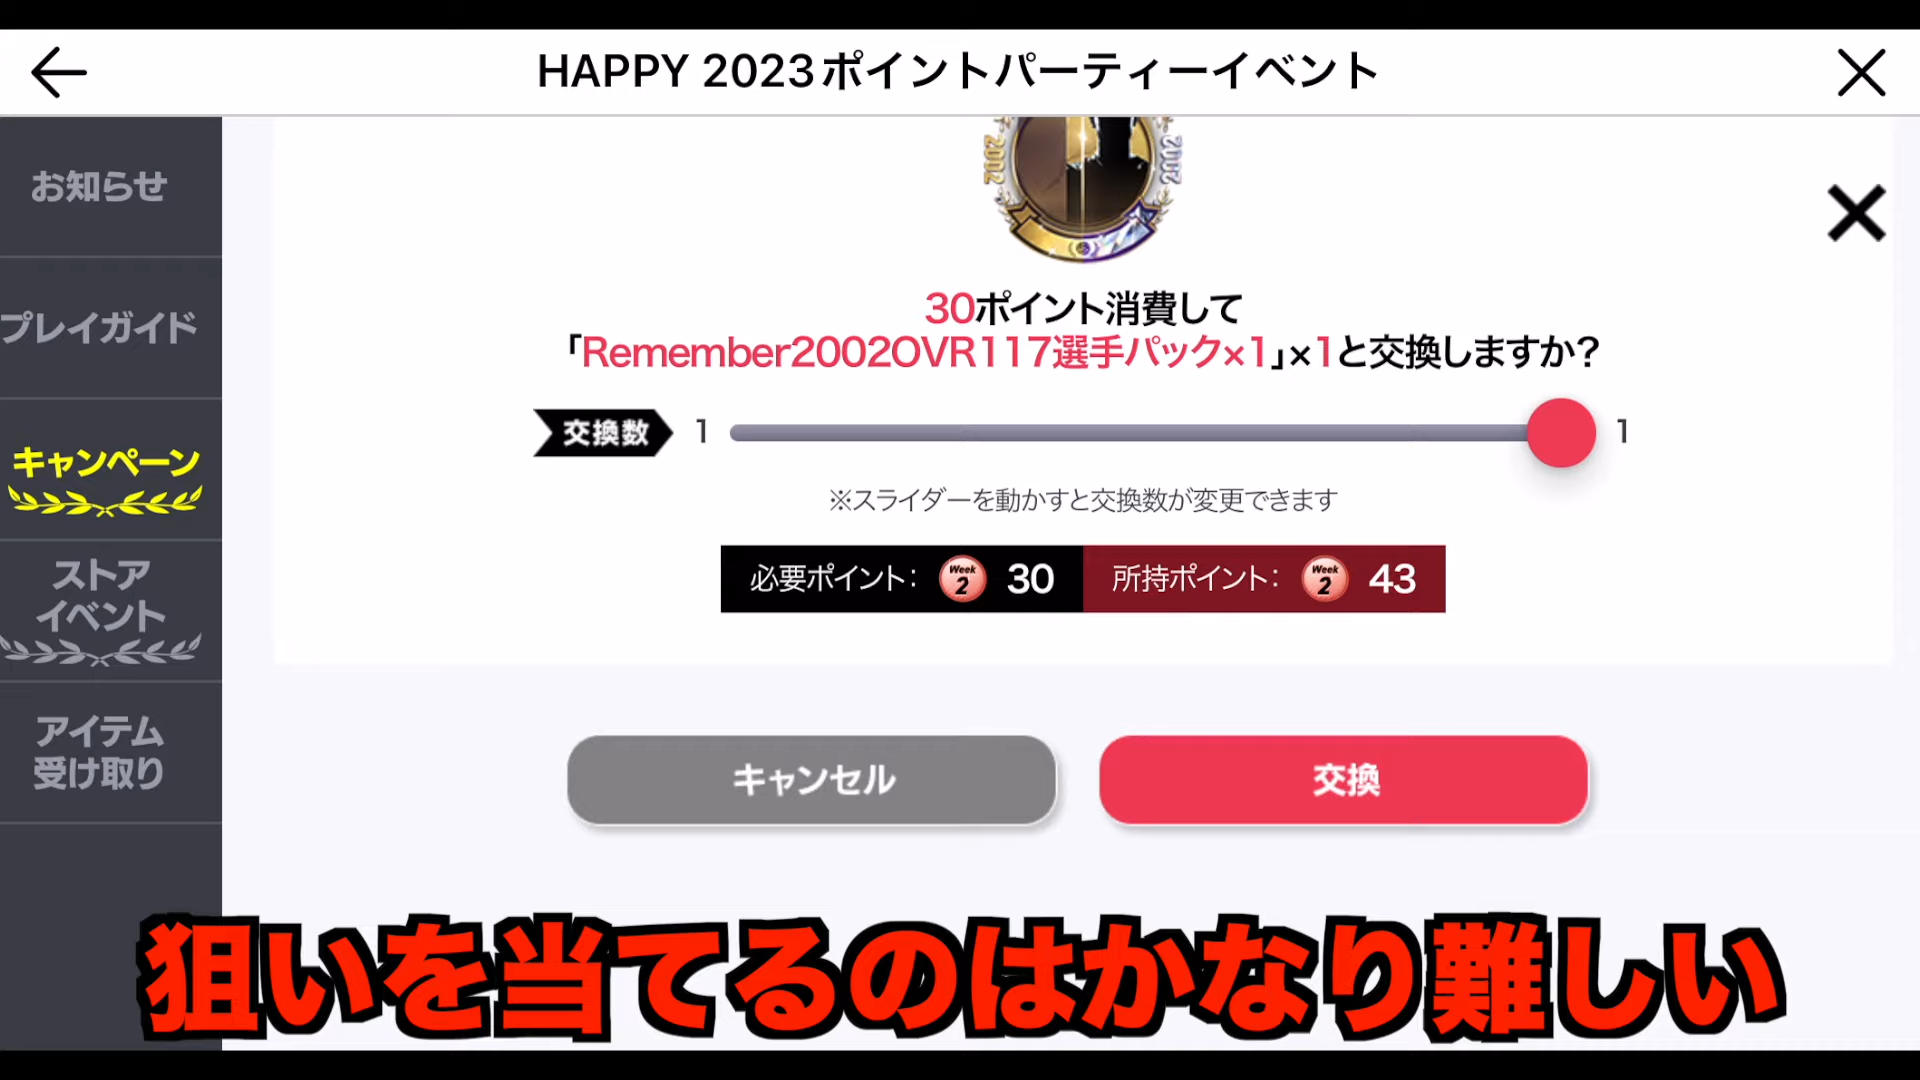 HAPPY 2023ポイントパーティーイベント
お知らせ
プレイガイド
キャンペーン
ストア
イベント
アイテム
受け取り
2002
2002
30ポイント消費して
「Remember2002OVR117選手パック×1」×1と交換しますか?
交換数 1 1
※スライダーを動かすと交換数が変更できます
必要ポイント: Week 2 30 所持ポイント: Week 2 43
キャンセル 交換
狙いを当てるのはかなり難しい